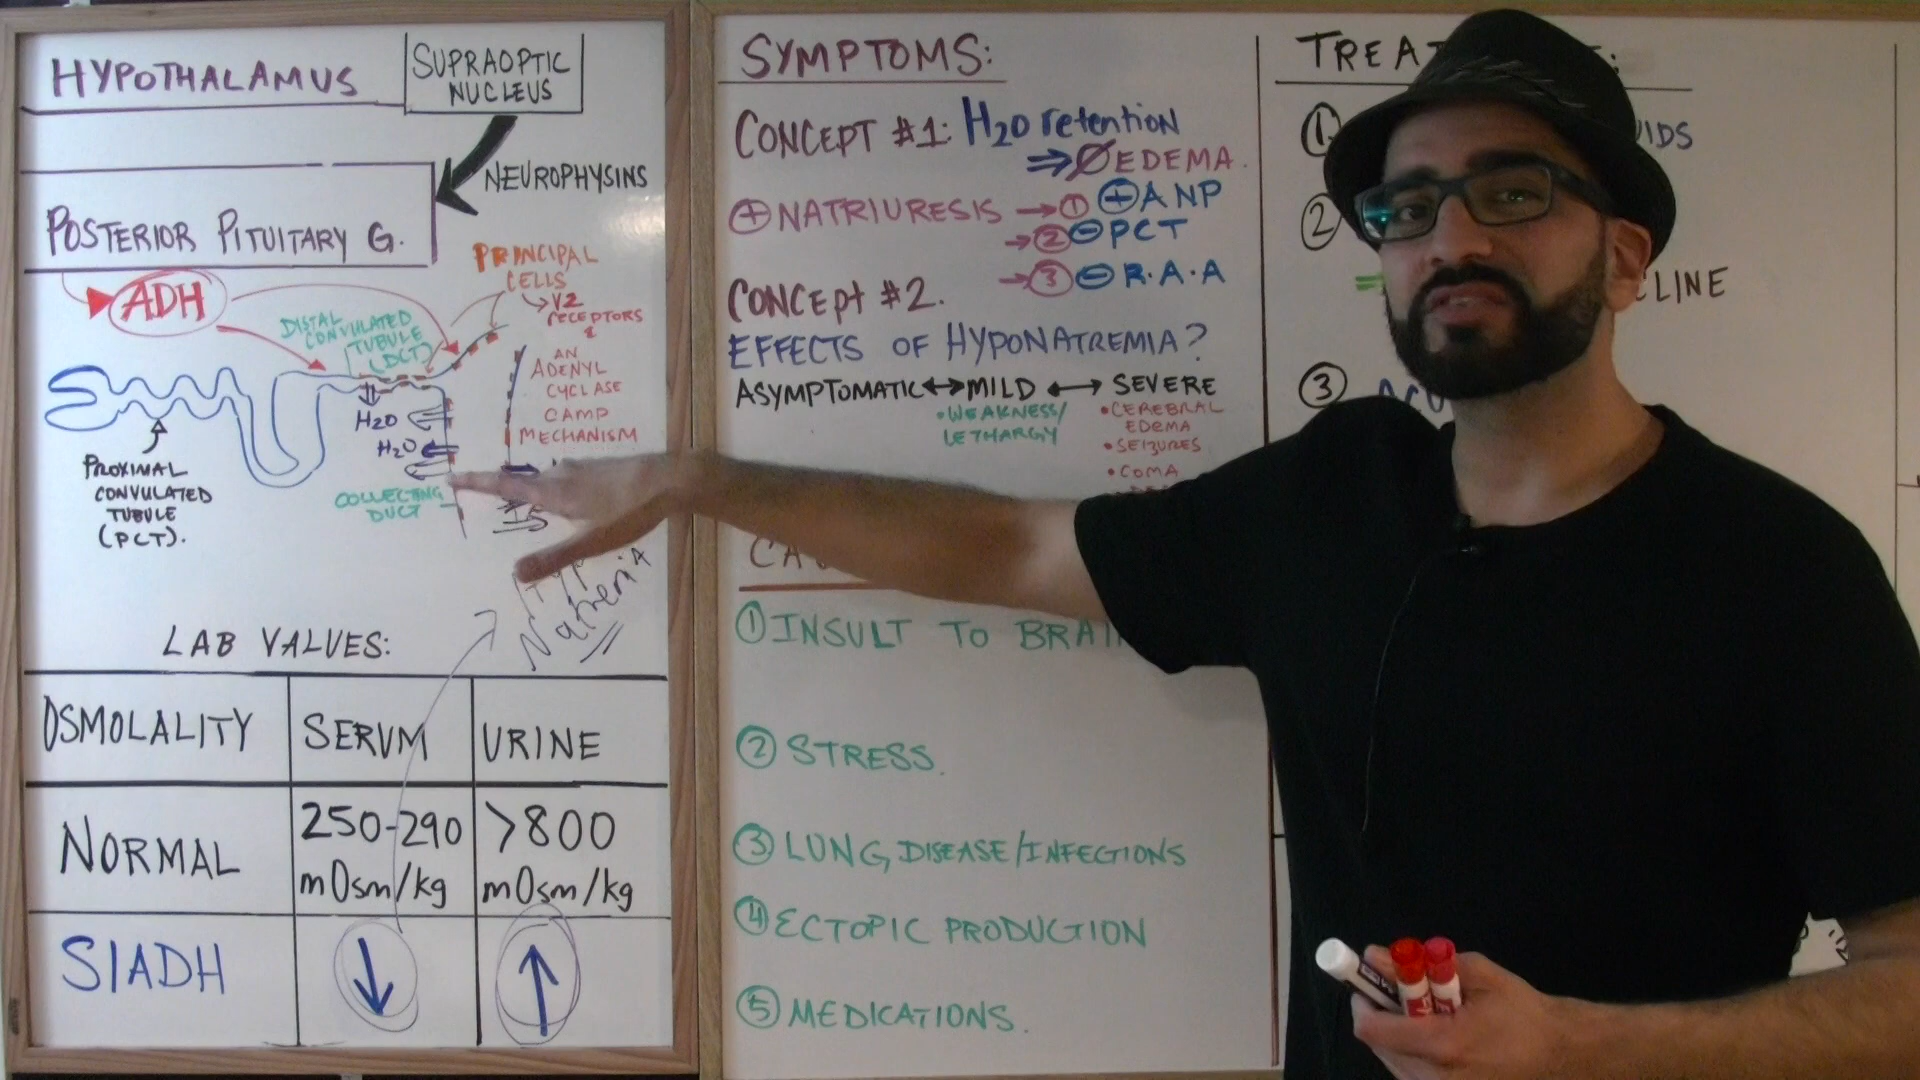 HYPOTHALAMUS
SUPRAOPTIC
NUCLEUS
NEUROPHYSINS
POSTERIOR PITUITARY G.
ADH
PRINCIPAL
CELLS
V2
RECEPTORS
&
AN
ADENYL
CYCLASE
CAMP
MECHANISM
DISTAL
CONVULATED
TUBULE
(DCT)
H2O
H2O
COLLECTING
DUCT
PROXIMAL
CONVULATED
TUBULE
(PCT).
Natremia
LAB VALUES:
OSMOLALITY SERUM URINE
NORMAL 250-290 mOsm/kg >800 mOsm/kg
SIADH ↓ ↑
SYMPTOMS:
CONCEPT #1: H2O retention
⇒ Ø EDEMA.
⊕ NATRIURESIS → ① ⊕ ANP
→ ② ⊖ PCT
→ ③ ⊖ R.A.A
CONCEPT #2.
EFFECTS OF HYPONATREMIA?
ASYMPTOMATIC ↔ MILD ↔ SEVERE
• WEAKNESS/
LETHARGY
• CEREBRAL
EDEMA
• SEIZURES
• COMA
① INSULT TO
② STRESS.
③ LUNG DISEASE/INFECTIONS
④ ECTOPIC PRODUCTION
⑤ MEDICATIONS.
①
②
③